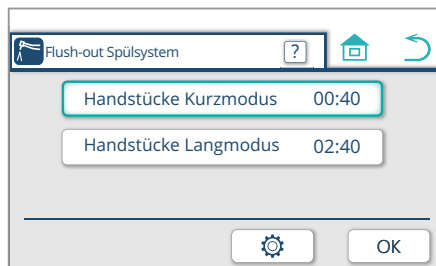 Flush-out Spülsystem ?
Handstücke Kurzmodus 00:40
Handstücke Langmodus 02:40
OK